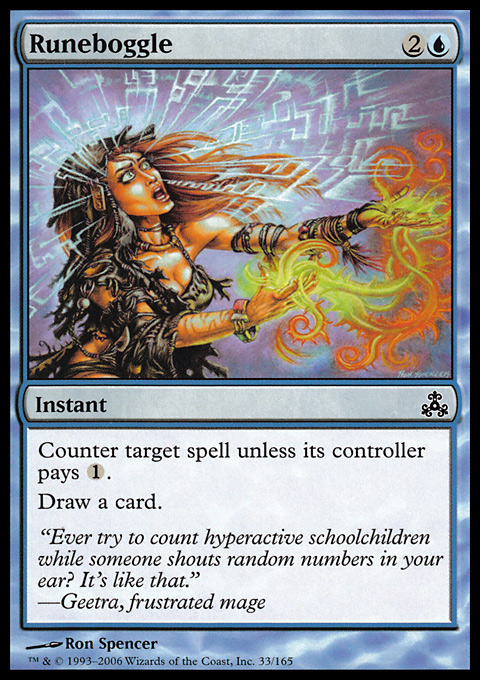 Runeboggle 2
RON SPENCER
Instant
Counter target spell unless its controller
pays 1.
Draw a card.
“Ever try to count hyperactive schoolchildren
while someone shouts random numbers in your
ear? It's like that.”
—Geetra, frustrated mage
Ron Spencer
™ & © 1993–2006 Wizards of the Coast, Inc. 33/165